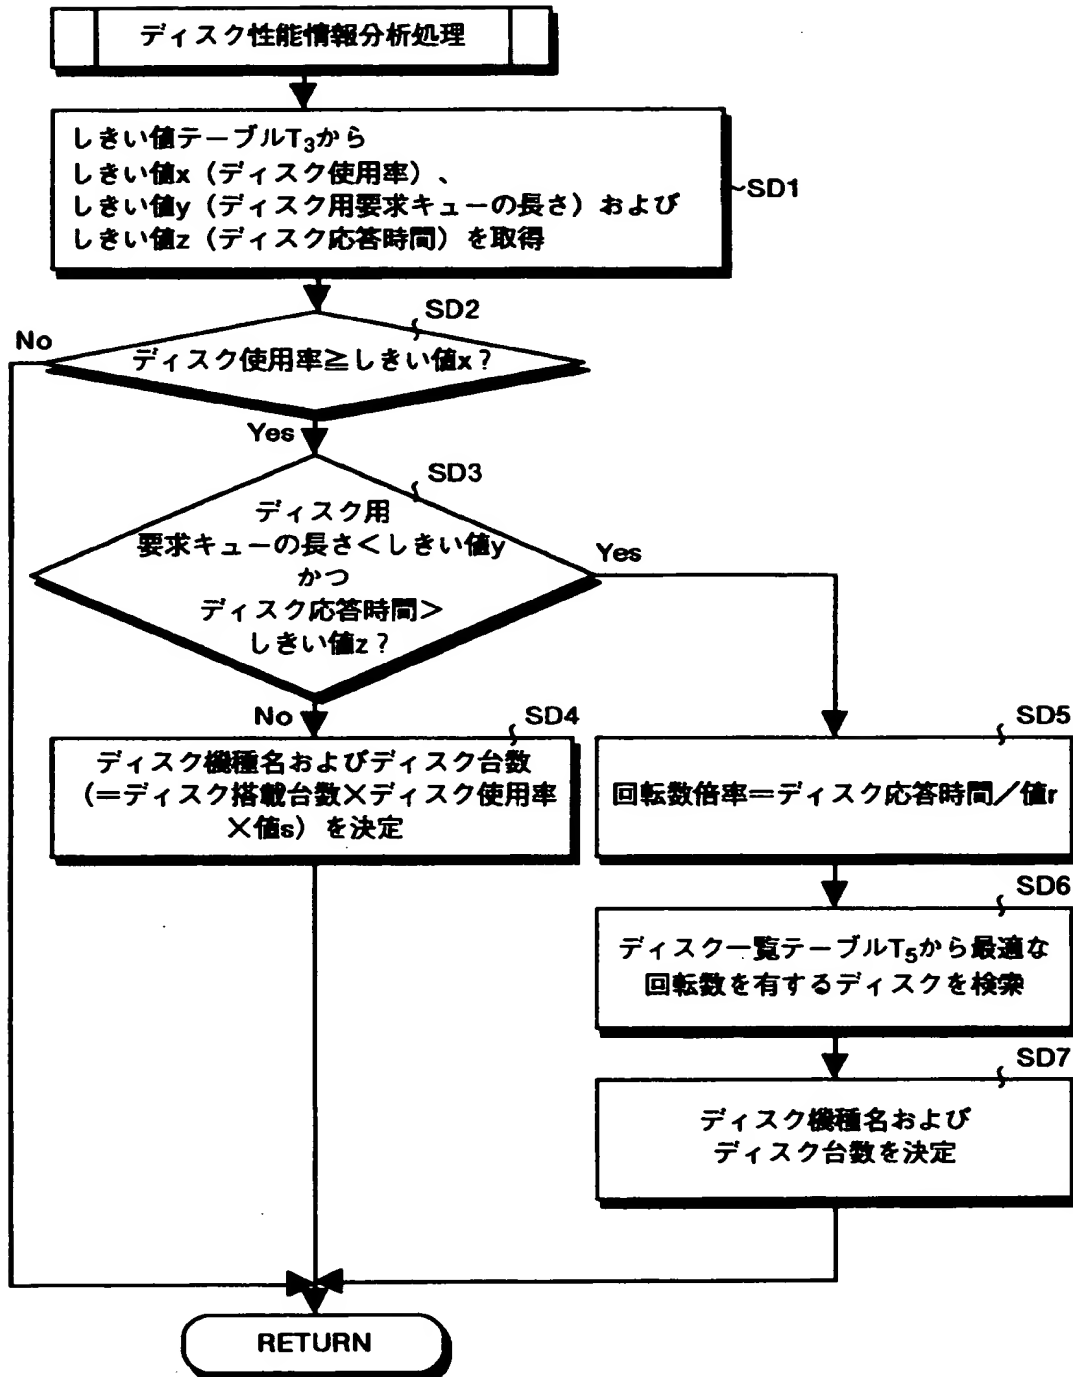 ディスク性能情報分析処理
しきい値テーブルT₃から
しきい値x(ディスク使用率)、
しきい値y(ディスク用要求キューの長さ)および
しきい値z(ディスク応答時間)を取得
SD1
SD2
No
ディスク使用率≧しきい値x?
Yes
SD3
ディスク用
要求キューの長さ<しきい値y
かつ
ディスク応答時間>
しきい値z?
Yes
No
SD4
ディスク機種名およびディスク台数
(=ディスク搭載台数×ディスク使用率
×値s)を決定
SD5
回転数倍率=ディスク応答時間/値r
SD6
ディスク一覧テーブルT₅から最適な
回転数を有するディスクを検索
SD7
ディスク機種名および
ディスク台数を決定
RETURN